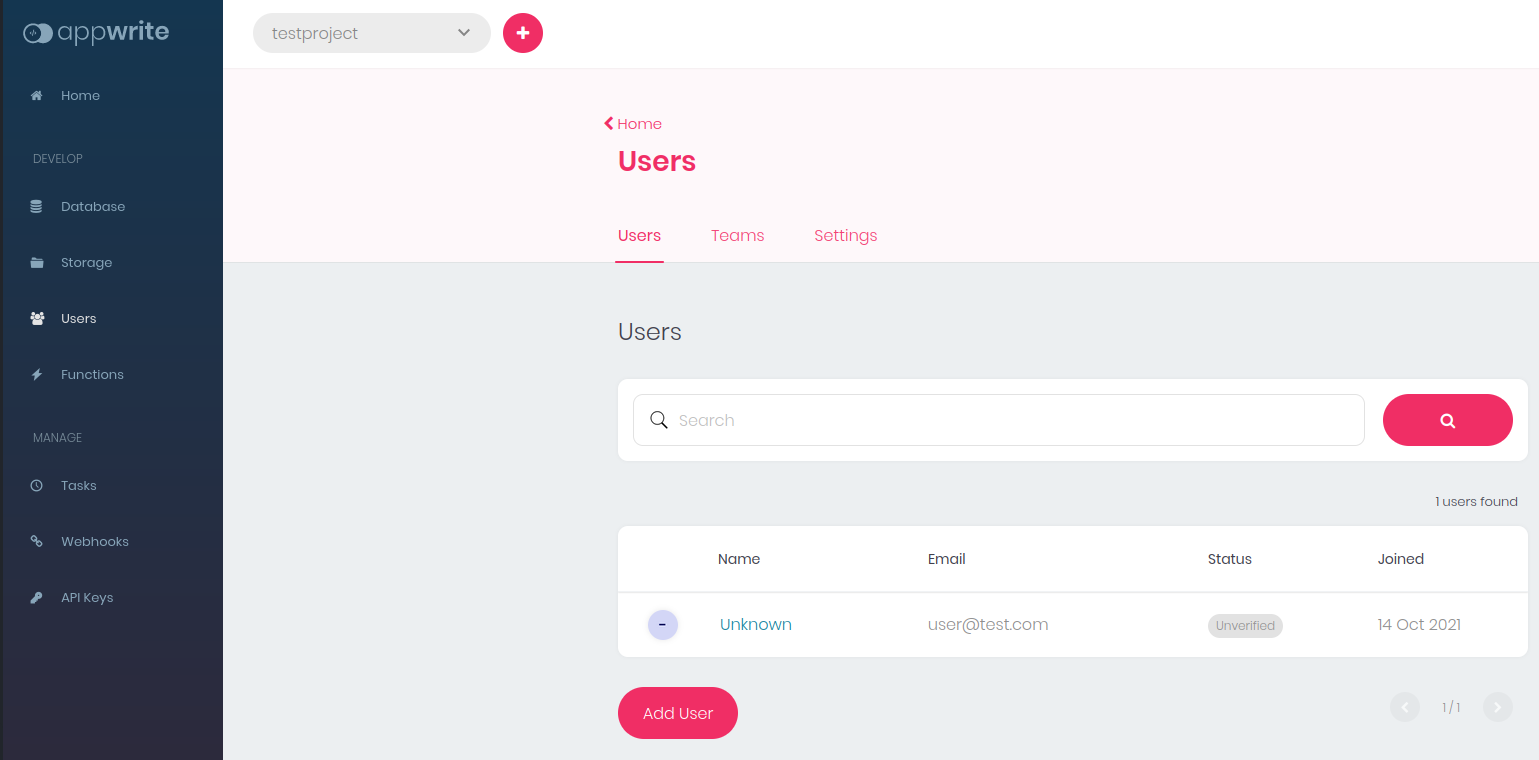 appwrite
Home
DEVELOP
Database
Storage
Users
Functions
MANAGE
Tasks
Webhooks
API Keys
testproject
Home
Users
Users Teams Settings
Users
Search
1 users found
Name Email Status Joined
- Unknown user@test.com Unverified 14 Oct 2021
Add User
1 / 1